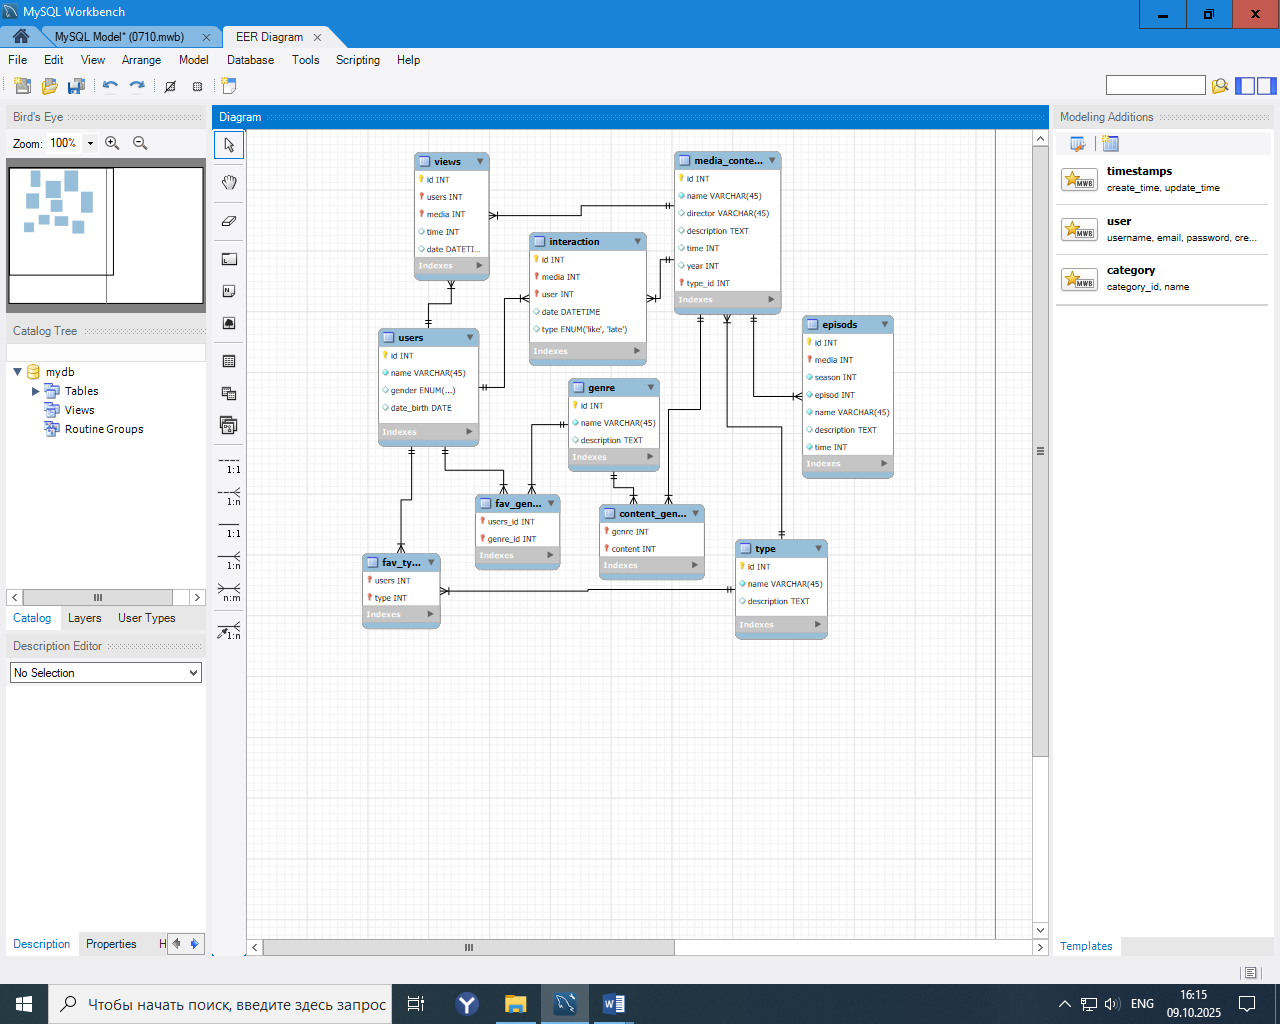 MySQL Workbench
MySQL Model* (0710.mwb)
EER Diagram
File Edit View Arrange Model Database Tools Scripting Help
Bird's Eye
Zoom: 100%
Catalog Tree
mydb
Tables
Views
Routine Groups
Catalog Layers User Types
Description Editor
No Selection
Description Properties H
Diagram
1:1
1:n
1:1
1:n
n:m
1:n
views
id INT
users INT
media INT
time INT
date DATETI...
Indexes
media_conte...
id INT
name VARCHAR(45)
director VARCHAR(45)
description TEXT
time INT
year INT
type_id INT
Indexes
interaction
id INT
media INT
user INT
date DATETIME
type ENUM('like', 'late')
Indexes
users
id INT
name VARCHAR(45)
gender ENUM(...)
date_birth DATE
Indexes
episods
id INT
media INT
season INT
episod INT
name VARCHAR(45)
description TEXT
time INT
Indexes
genre
id INT
name VARCHAR(45)
description TEXT
Indexes
fav_gen...
users_id INT
genre_id INT
Indexes
content_gen...
genre INT
content INT
Indexes
fav_ty...
users INT
type INT
Indexes
type
id INT
name VARCHAR(45)
description TEXT
Indexes
Modeling Additions
MWB
timestamps
create_time, update_time
MWB
user
username, email, password, cre...
MWB
category
category_id, name
Templates
Чтобы начать поиск, введите здесь запрос
ENG
16:15
09.10.2025